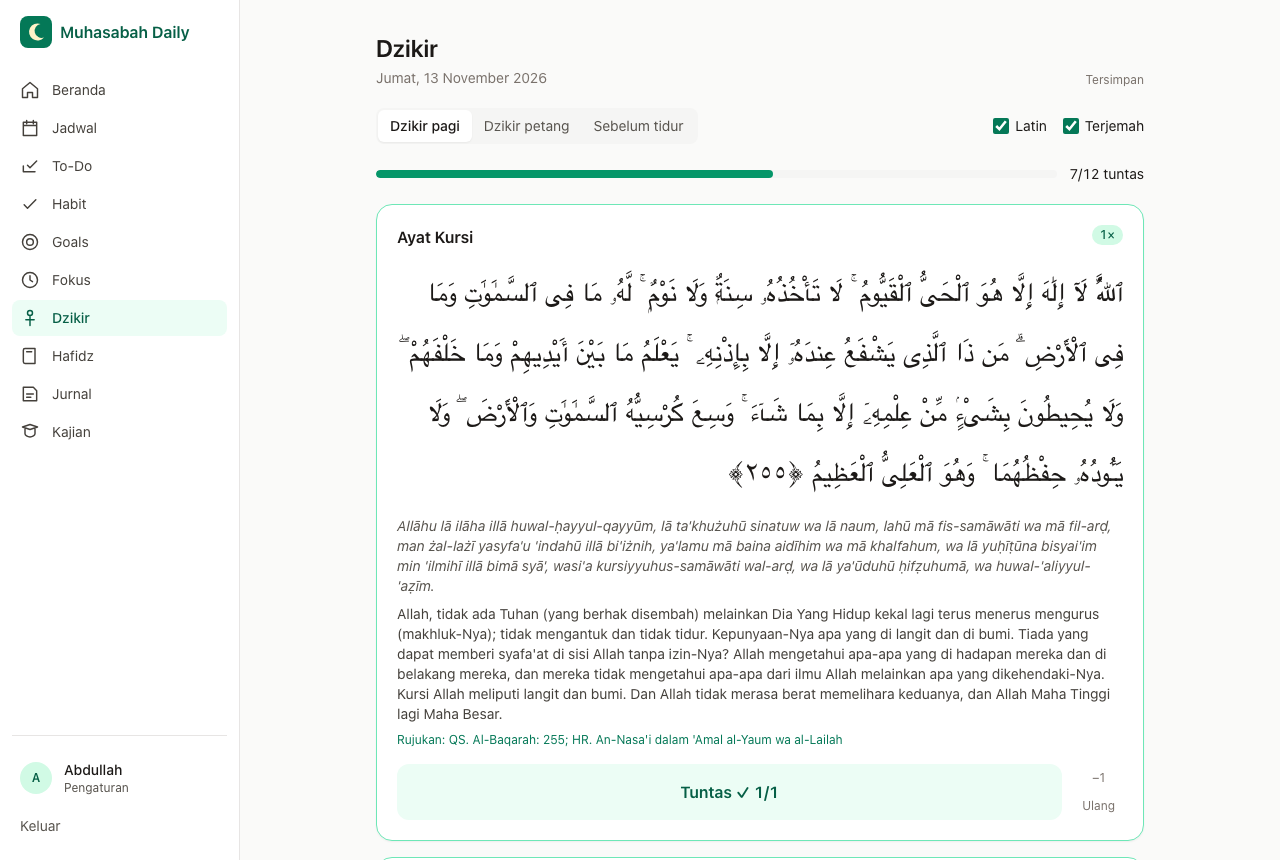 Muhasabah Daily
Beranda
Jadwal
To-Do
Habit
Goals
Fokus
Dzikir
Hafidz
Jurnal
Kajian
A
Abdullah
Pengaturan
Keluar
Dzikir
Jumat, 13 November 2026
Tersimpan
Dzikir pagi
Dzikir petang
Sebelum tidur
Latin
Terjemah
7/12 tuntas
Ayat Kursi
1×
ٱللَّهُ لَآ إِلَٰهَ إِلَّا هُوَ ٱلْحَىُّ ٱلْقَيُّومُ ۚ لَا تَأْخُذُهُۥ سِنَةٌ وَلَا نَوْمٌ ۚ لَّهُۥ مَا فِى ٱلسَّمَٰوَٰتِ وَمَا
فِى ٱلْأَرْضِ ۗ مَن ذَا ٱلَّذِى يَشْفَعُ عِندَهُۥٓ إِلَّا بِإِذْنِهِۦ ۚ يَعْلَمُ مَا بَيْنَ أَيْدِيهِمْ وَمَا خَلْفَهُمْ ۖ
وَلَا يُحِيطُونَ بِشَىْءٍۢ مِّنْ عِلْمِهِۦٓ إِلَّا بِمَا شَآءَ ۚ وَسِعَ كُرْسِيُّهُ ٱلسَّمَٰوَٰتِ وَٱلْأَرْضَ ۖ وَلَا
يَـُٔودُهُۥ حِفْظُهُمَا ۚ وَهُوَ ٱلْعَلِىُّ ٱلْعَظِيمُ ﴿٢٥٥﴾
Allāhu lā ilāha illā huwal-ḥayyul-qayyūm, lā ta'khużuhū sinatuw wa lā naum, lahū mā fis-samāwāti wa mā fil-arḍ,
man żal-lażī yasyfa'u 'indahū illā bi'iżnih, ya'lamu mā baina aidīhim wa mā khalfahum, wa lā yuḥīṭūna bisyai'im
min 'ilmihī illā bimā syā', wasi'a kursiyyuhus-samāwāti wal-arḍ, wa lā ya'ūduhū ḥifẓuhumā, wa huwal-'aliyyul-
'aẓīm.
Allah, tidak ada Tuhan (yang berhak disembah) melainkan Dia Yang Hidup kekal lagi terus menerus mengurus
(makhluk-Nya); tidak mengantuk dan tidak tidur. Kepunyaan-Nya apa yang di langit dan di bumi. Tiada yang
dapat memberi syafa'at di sisi Allah tanpa izin-Nya? Allah mengetahui apa-apa yang di hadapan mereka dan di
belakang mereka, dan mereka tidak mengetahui apa-apa dari ilmu Allah melainkan apa yang dikehendaki-Nya.
Kursi Allah meliputi langit dan bumi. Dan Allah tidak merasa berat memelihara keduanya, dan Allah Maha Tinggi
lagi Maha Besar.
Rujukan: QS. Al-Baqarah: 255; HR. An-Nasa'i dalam 'Amal al-Yaum wa al-Lailah
Tuntas ✓ 1/1
−1
Ulang